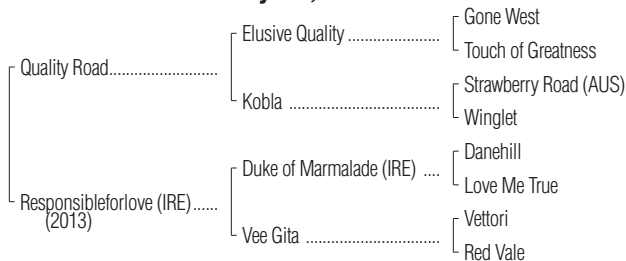 Gone West
Elusive Quality ....................
Touch of Greatness
Quality Road........................
Strawberry Road (AUS)
Kobla .................................
Winglet
Danehill
Duke of Marmalade (IRE) ....
Love Me True
Responsibleforlove (IRE)......
(2013)
Vettori
Vee Gita ..............................
Red Vale